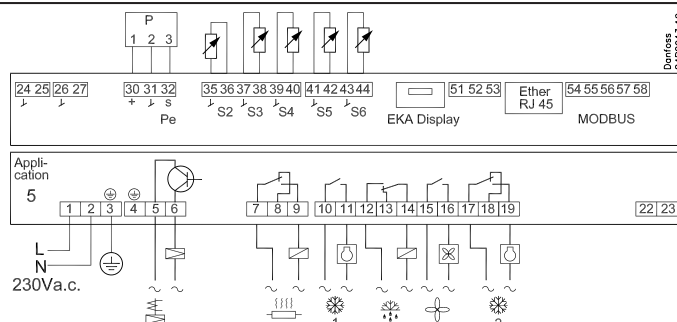 P
1 2 3
Danfoss
24 25 26 27 30 31 32 35 36 37 38 39 40 41 42 43 44 51 52 53 Ether RJ 45 54 55 56 57 58
+ s S2 S3 S4 S5 S6 EKA Display MODBUS
Pe
Appli-
cation
5
1 2 3 4 5 6 7 8 9 10 11 12 13 14 15 16 17 18 19 22 23
L
N
230Va.c.